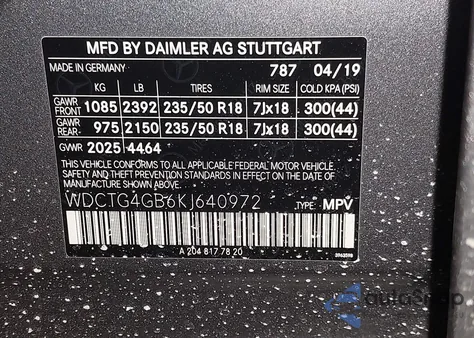 MFD BY DAIMLER AG STUTTGART
MADE IN GERMANY 787 04/19
KG LB TIRES RIM SIZE COLD KPA (PSI)
GAWR FRONT 1085 2392 235/50 R18 7Jx18 300(44)
GAWR REAR- 975 2150 235/50 R18 7Jx18 300(44)
GWR 2025 4464
THIS VEHICLE CONFORMS TO ALL APPLICABLE FEDERAL MOTOR VEHICLE
SAFETY AND THEFT PREVENTION STANDARDS IN EFFECT ON THE DATE
OF MANUFACTURE SHOWN ABOVE.
WDCTG4GB6KJ640972 TYPE: MPV
A 204 817 78 20